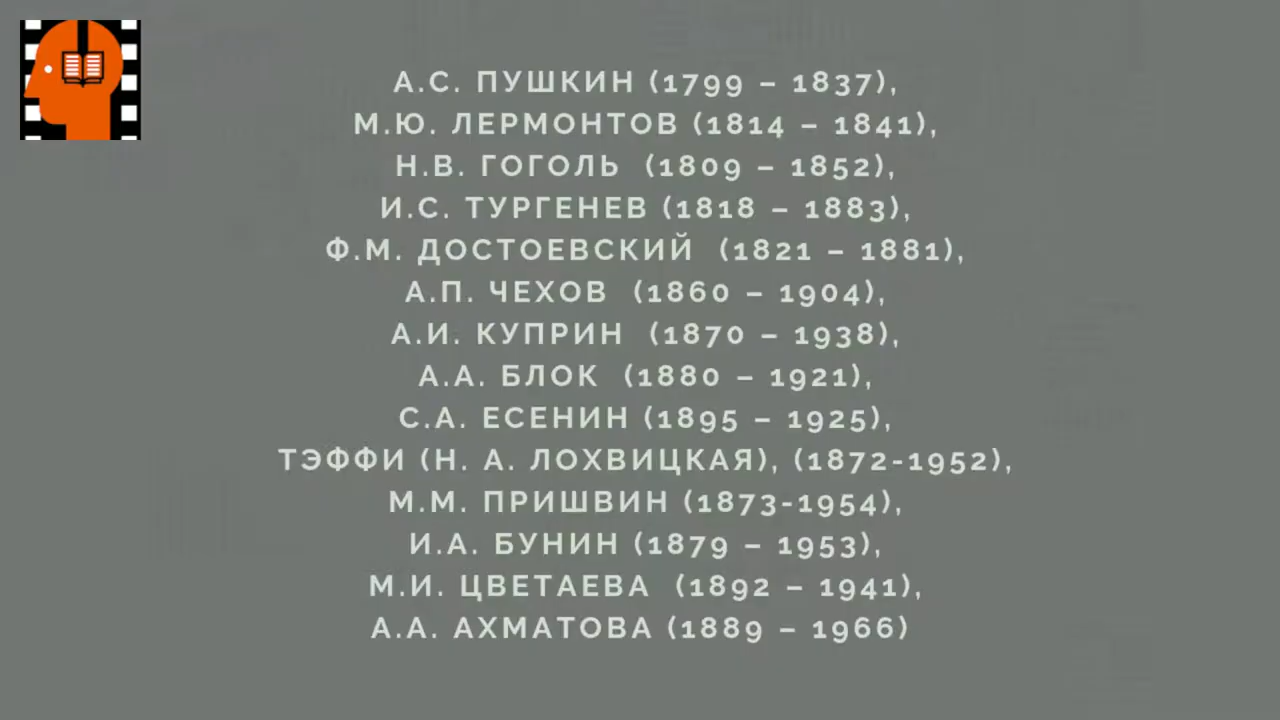 А.С. ПУШКИН (1799 – 1837),
М.Ю. ЛЕРМОНТОВ (1814 – 1841),
Н.В. ГОГОЛЬ (1809 – 1852),
И.С. ТУРГЕНЕВ (1818 – 1883),
Ф.М. ДОСТОЕВСКИЙ (1821 – 1881),
А.П. ЧЕХОВ (1860 – 1904),
А.И. КУПРИН (1870 – 1938),
А.А. БЛОК (1880 – 1921),
С.А. ЕСЕНИН (1895 – 1925),
ТЭФФИ (Н. А. ЛОХВИЦКАЯ), (1872-1952),
М.М. ПРИШВИН (1873-1954),
И.А. БУНИН (1879 – 1953),
М.И. ЦВЕТАЕВА (1892 – 1941),
А.А. АХМАТОВА (1889 – 1966)